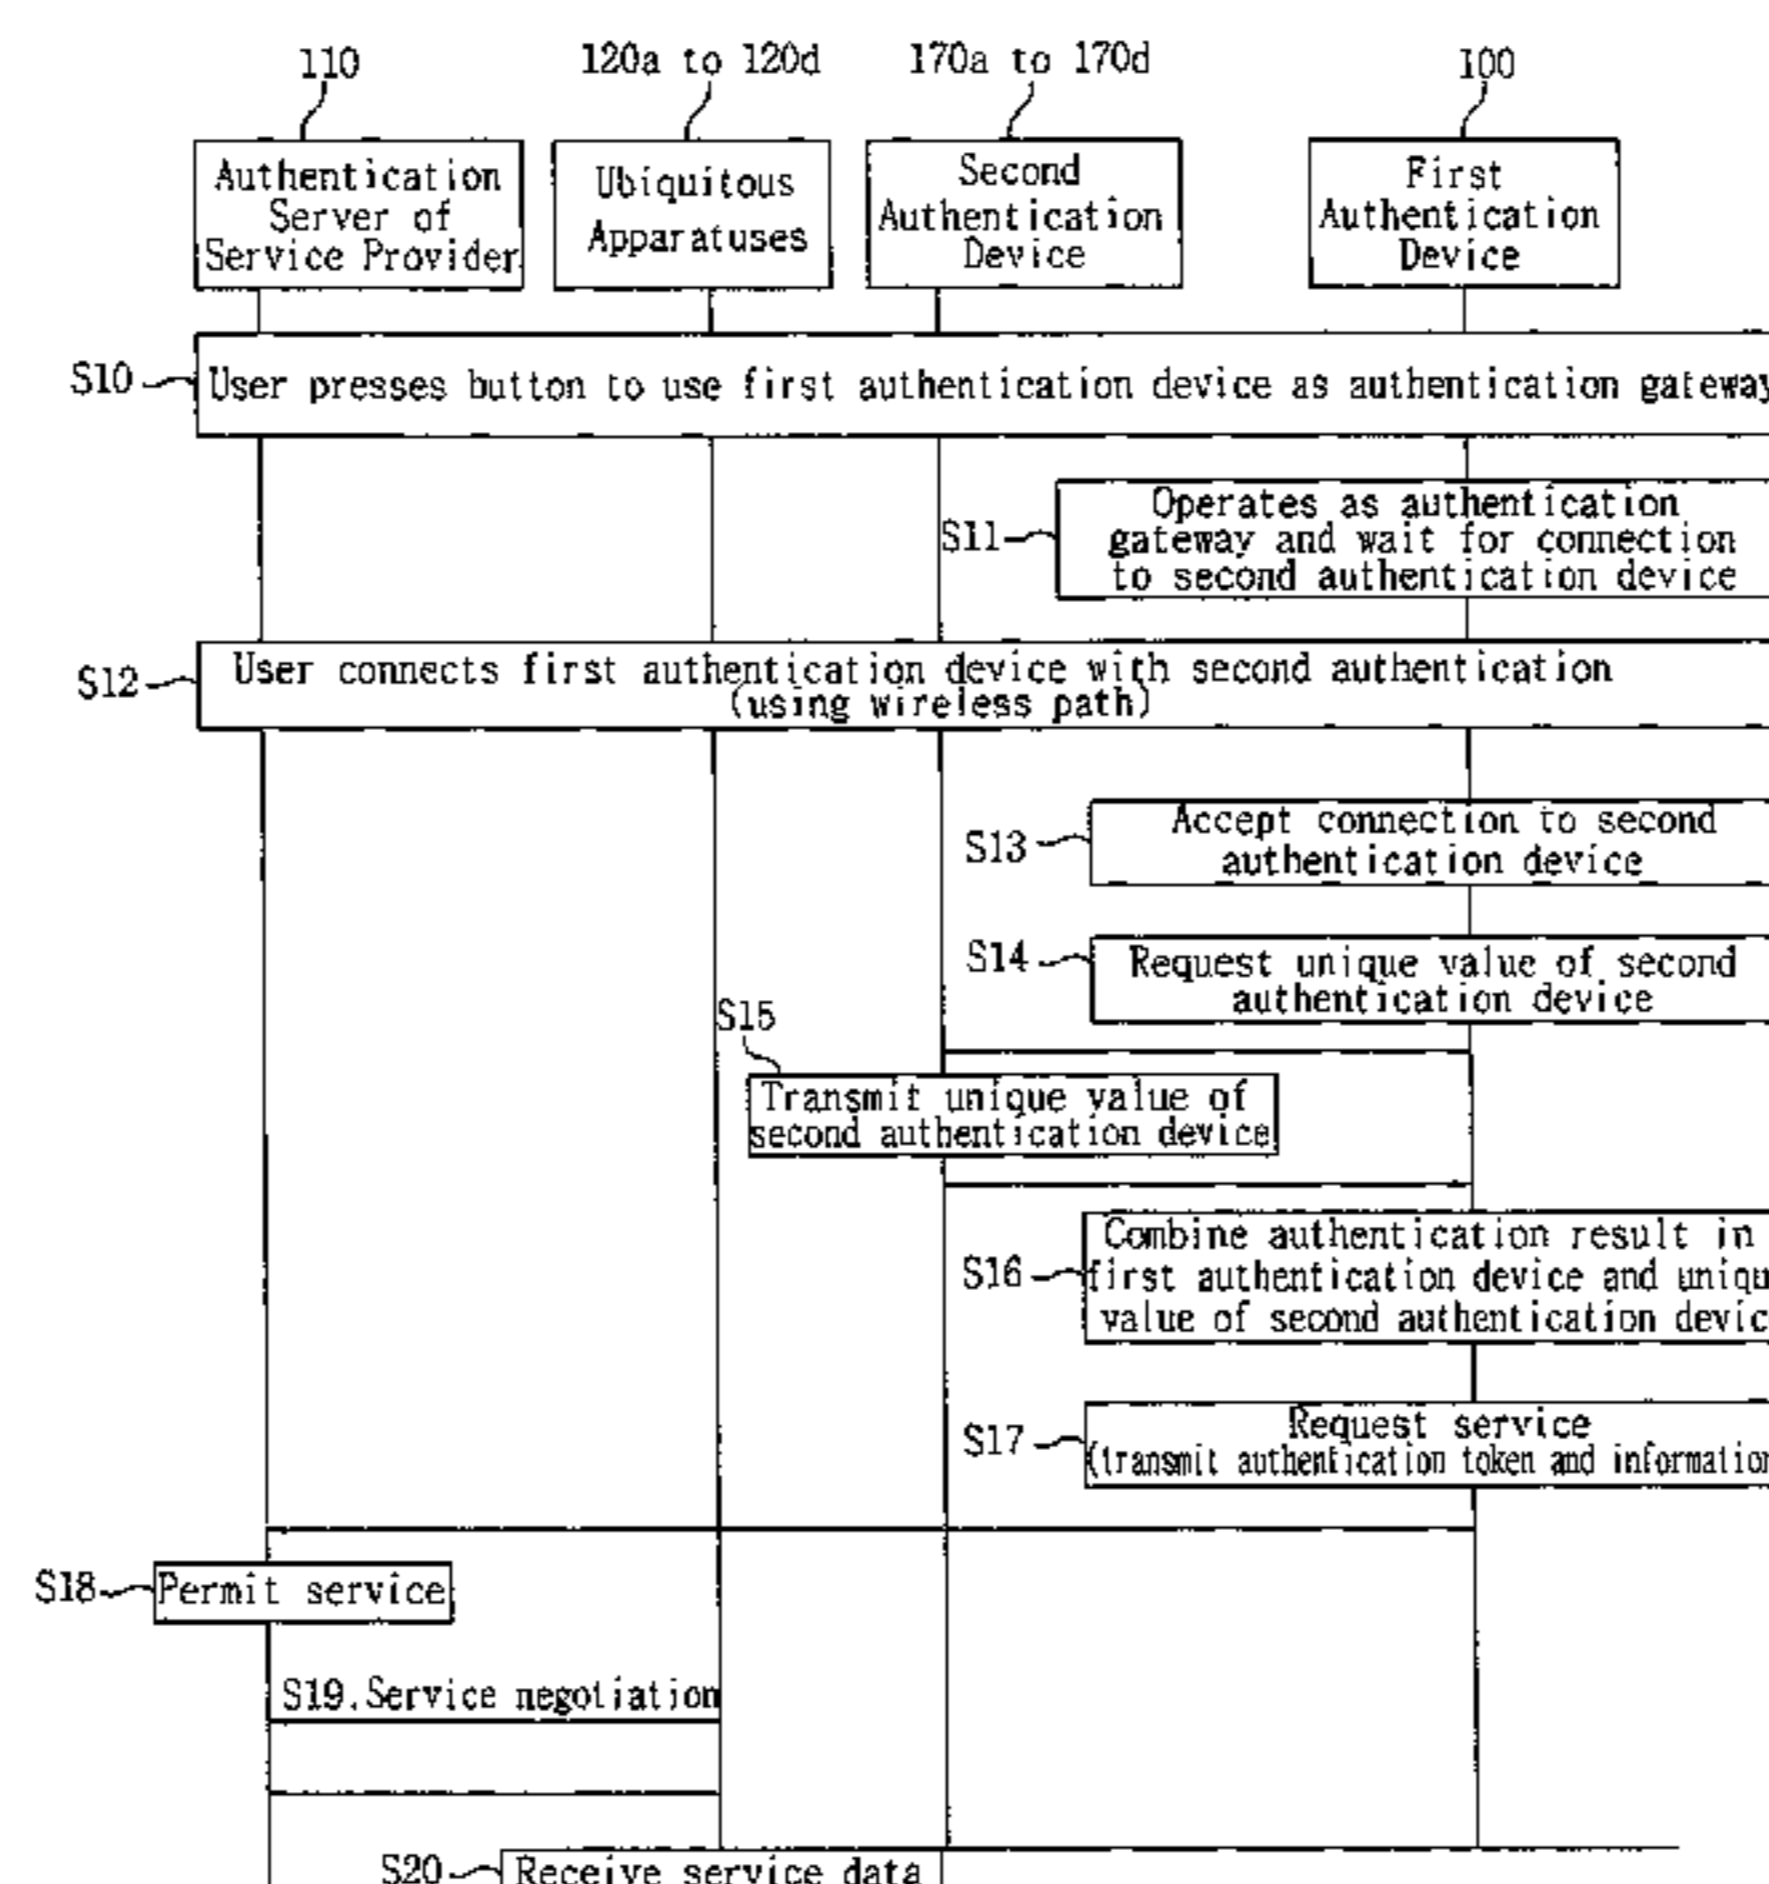 110
120a to 120d
170a to 170d
100
Authentication
Server of
Service Provider
Ubiquitous
Apparatuses
Second
Authentication
Device
First
Authentication
Device
S10
User presses button to use first authentication device as authentication gateway
S11
Operates as authentication
gateway and wait for connection
to second authentication device
S12
User connects first authentication device with second authentication
(using wireless path)
S13
Accept connection to second
authentication device
S14
Request unique value of second
authentication device
S15
Transmit unique value of
second authentication device
S16
Combine authentication result in
first authentication device and uniqu
value of second authentication devic
S17
Request service
(transmit authentication token and information
S18
Permit service
S19.Service negotiation
S20
Receive service data